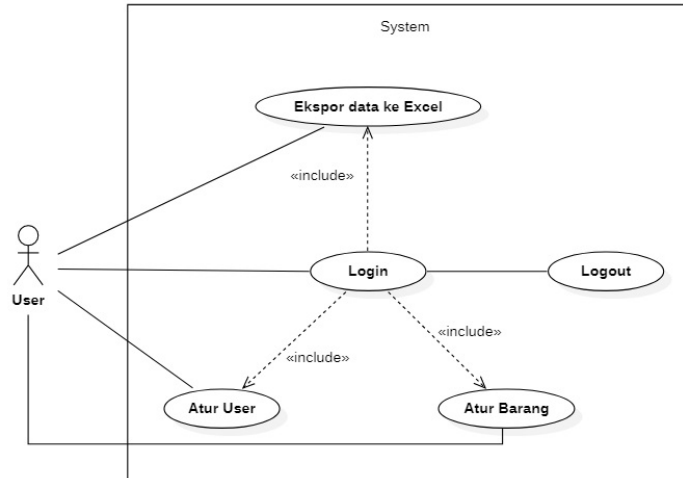 System
Ekspor data ke Excel
«include»
Login
Logout
User
«include»
«include»
Atur User
Atur Barang